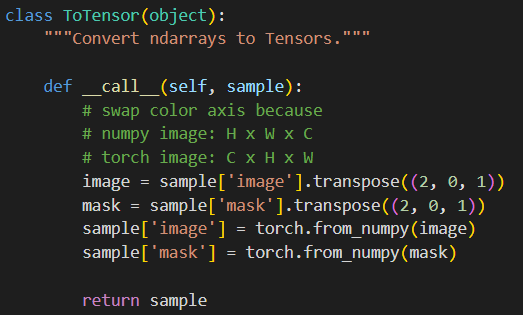 class ToTensor(object):
    """Convert ndarrays to Tensors."""
    def __call__(self, sample):
        # swap color axis because
        # numpy image: H x W x C
        # torch image: C x H x W
        image = sample['image'].transpose((2, 0, 1))
        mask = sample['mask'].transpose((2, 0, 1))
        sample['image'] = torch.from_numpy(image)
        sample['mask'] = torch.from_numpy(mask)
        return sample